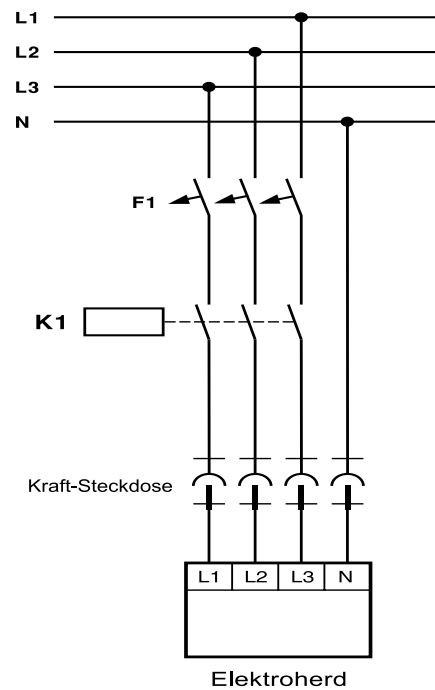 L1
L2
L3
N
F1
K1
Kraft-Steckdose
L1 L2 L3 N
Elektroherd